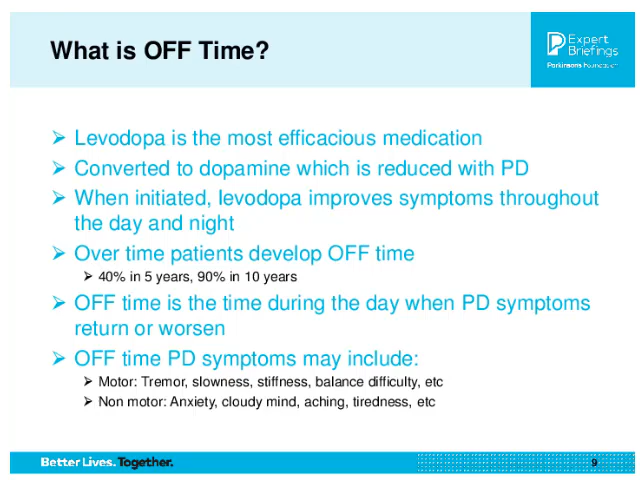 What is OFF Time?
Expert
Briefings
Parkinson's Foundation
➢ Levodopa is the most efficacious medication
➢ Converted to dopamine which is reduced with PD
➢ When initiated, levodopa improves symptoms throughout
the day and night
➢ Over time patients develop OFF time
➢ 40% in 5 years, 90% in 10 years
➢ OFF time is the time during the day when PD symptoms
return or worsen
➢ OFF time PD symptoms may include:
➢ Motor: Tremor, slowness, stiffness, balance difficulty, etc
➢ Non motor: Anxiety, cloudy mind, aching, tiredness, etc
Better Lives. Together.
9